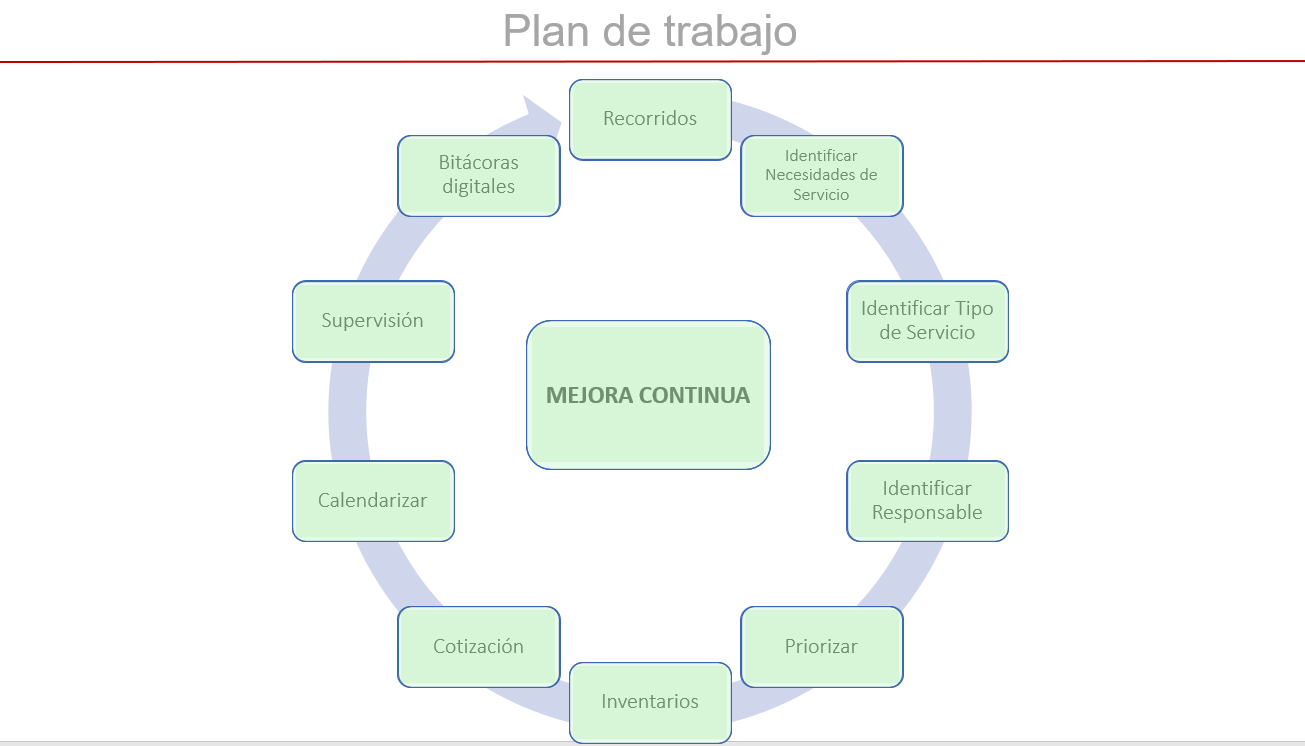 Plan de trabajo
Recorridos
Identificar
Necesidades de
Servicio
Identificar Tipo
de Servicio
Identificar
Responsable
Priorizar
Inventarios
Cotización
Calendarizar
Supervisión
Bitácoras
digitales
MEJORA CONTINUA